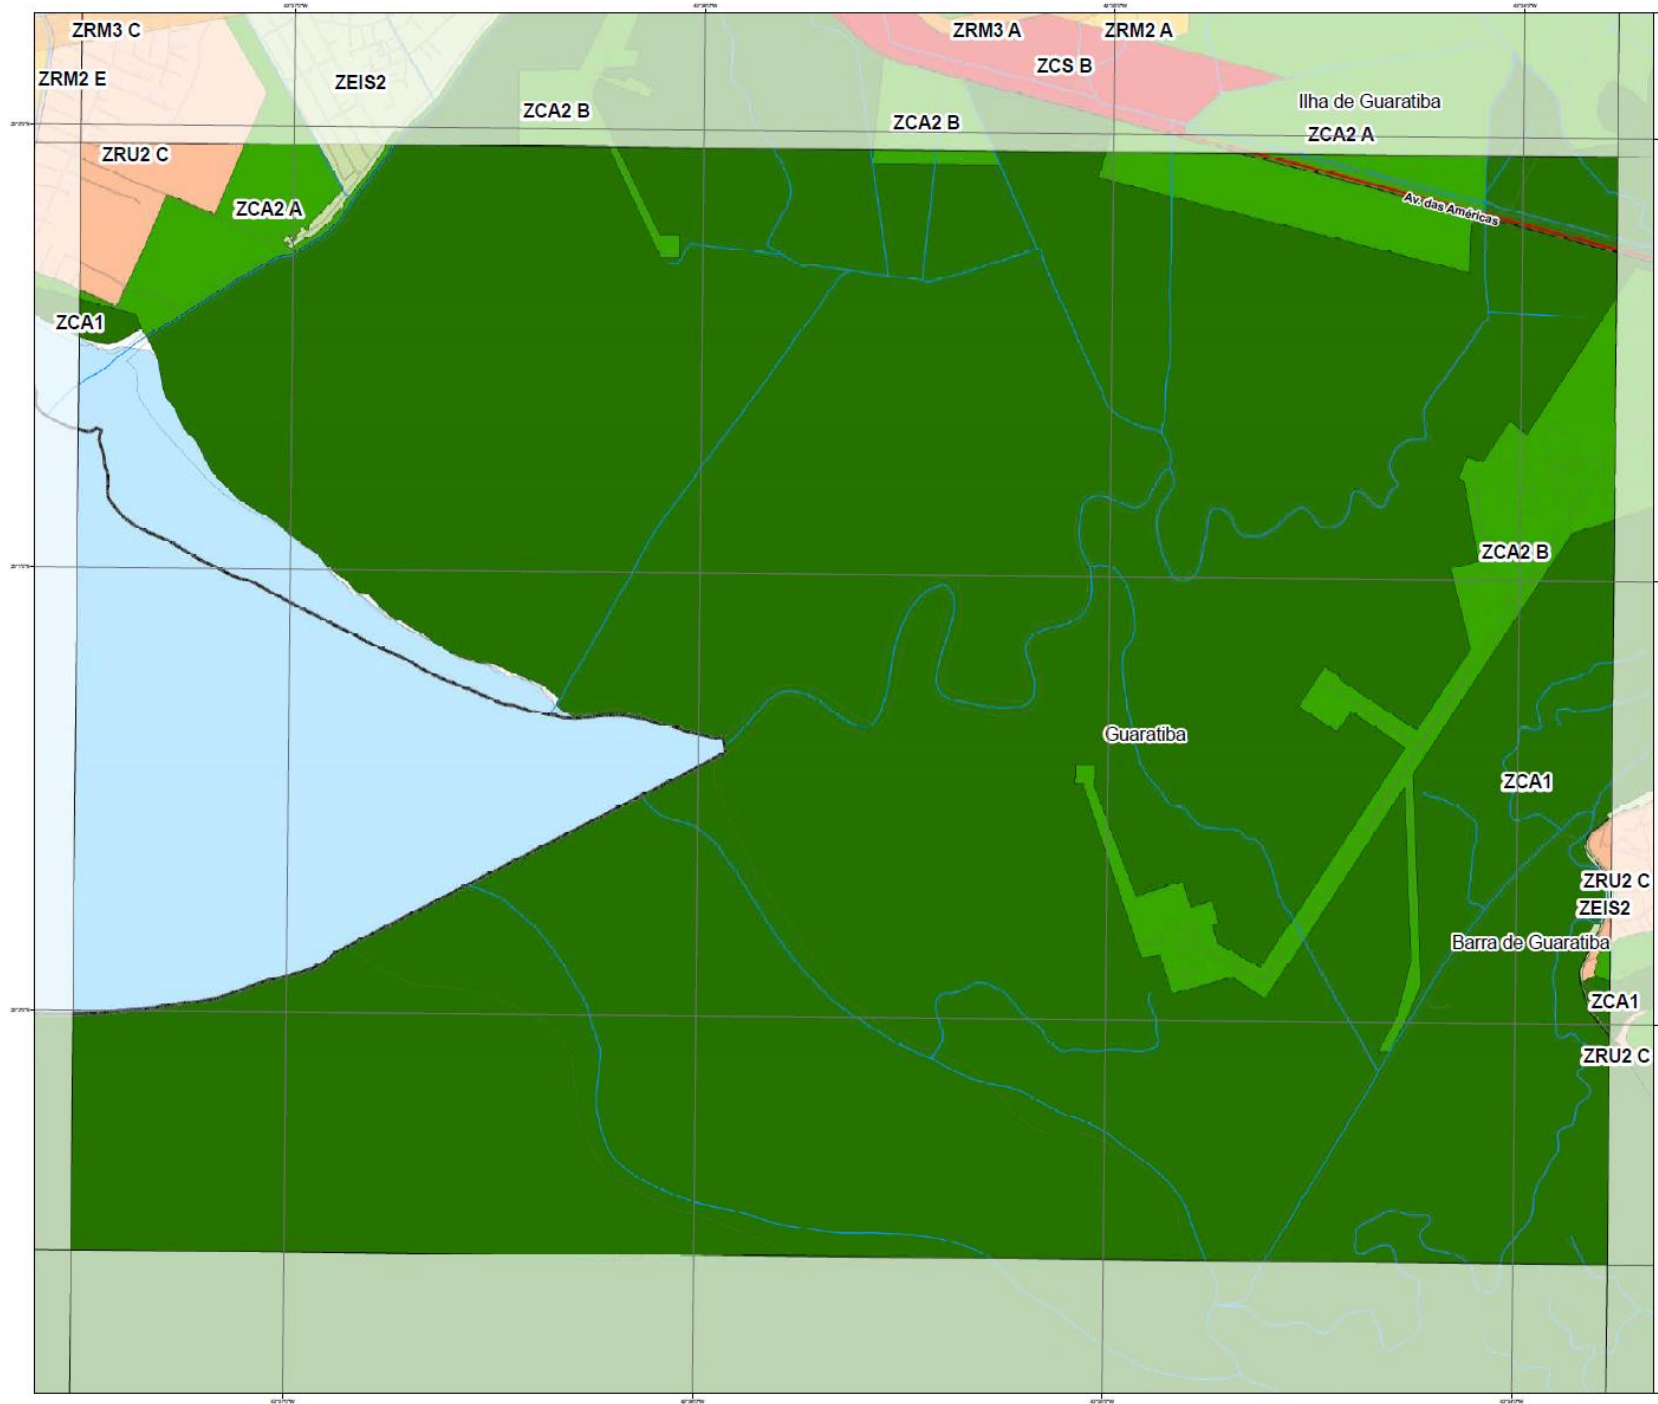 ZRM3 C
ZRM3 A
ZRM2 A
ZCS B
ZRM2 E
ZEIS2
ZCA2 B
ZCA2 B
Ilha de Guaratiba
ZCA2 A
ZRU2 C
ZCA2 A
Av. das Américas
ZCA1
ZCA2 B
Guaratiba
ZCA1
ZRU2 C
ZEIS2
Barra de Guaratiba
ZCA1
ZRU2 C